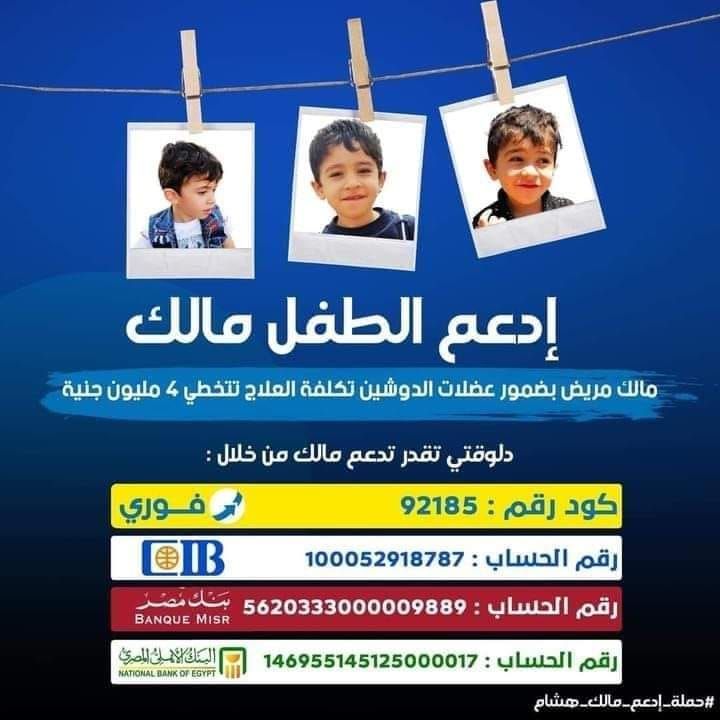 إدعم الطفل مالك
مالك مريض بضمور عضلات الدوشين تكلفة العلاج تتخطي 4 مليون جنية
دلوقتي تقدر تدعم مالك من خلال :
كود رقم : 92185 فوري
رقم الحساب : 100052918787 CIB
رقم الحساب : 5620333000009889 بنك مصر
BANQUE MISR
رقم الحساب : 146955145125000017 البنك الأهلي المصري
NATIONAL BANK OF EGYPT
#حملة_إدعم_مالك_هشام